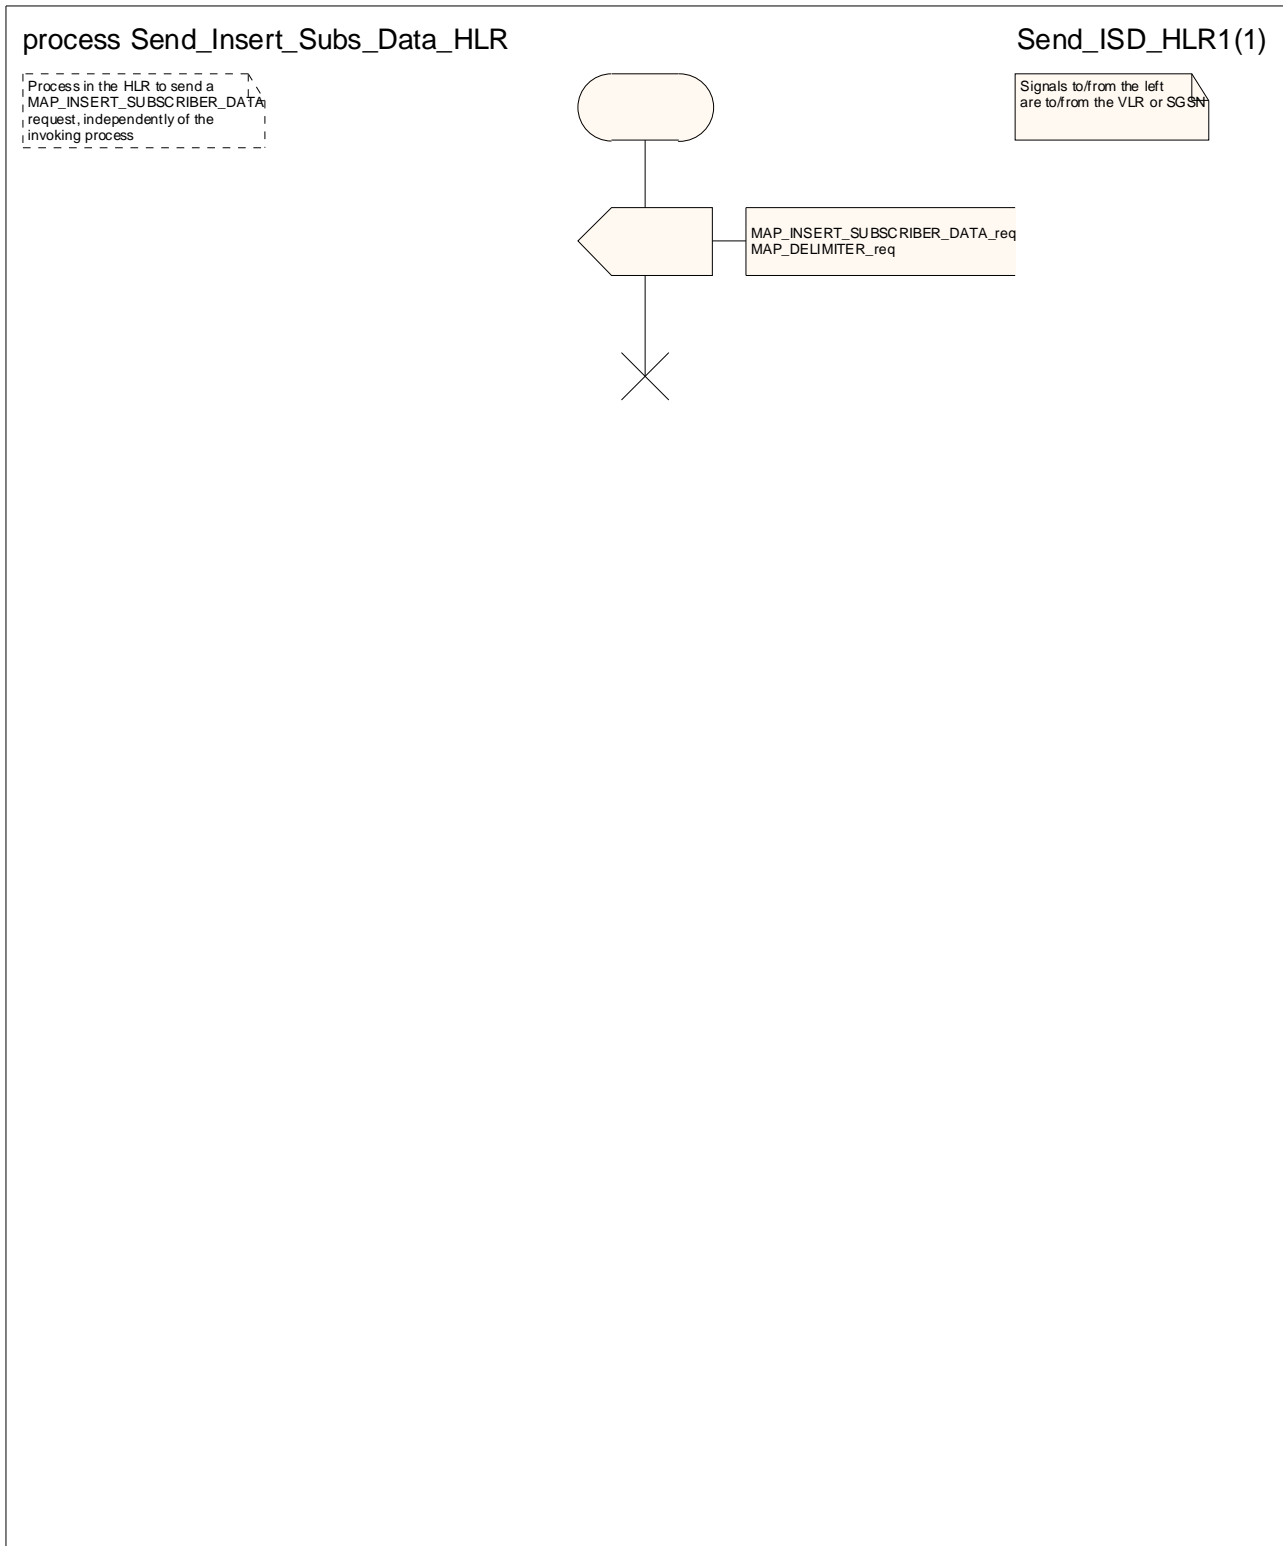 process Send_Insert_Subs_Data_HLR
Send_ISD_HLR1(1)
Process in the HLR to send a
MAP_INSERT_SUBSCRIBER_DATA
request, independently of the
invoking process
Signals to/from the left
are to/from the VLR or SGSN
MAP_INSERT_SUBSCRIBER_DATA_req
MAP_DELIMITER_req